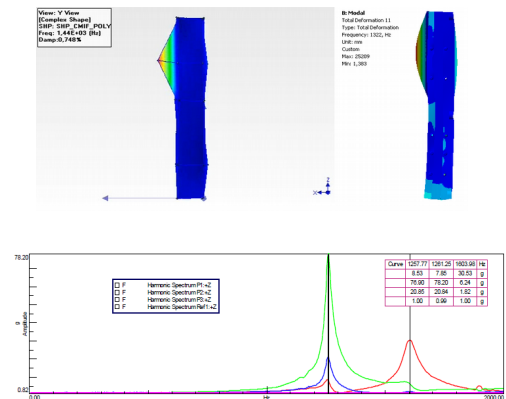 View: Y View
[Complex Shape]
SHP: SHP_CMIF_POLY
Freq: 1,44E+03 (Hz)
Damp:0,748%
B: Modal
Total Deformation 11
Type: Total Deformation
Frequency: 1322, Hz
Unit: mm
Custom
Max: 25209
Min: 1,383
Z
X
78.20
g
Amplitude
0.82
0.00
Hz
2000.00
F Harmonic Spectrum P1:+Z
F Harmonic Spectrum P2:+Z
F Harmonic Spectrum P3:+Z
F Harmonic Spectrum Ref1:+Z
Curve 1257.77 1261.25 1603.98 Hz
8.53 7.85 30.53 g
76.90 78.20 6.24 g
20.85 20.84 1.82 g
1.00 0.99 1.00 g